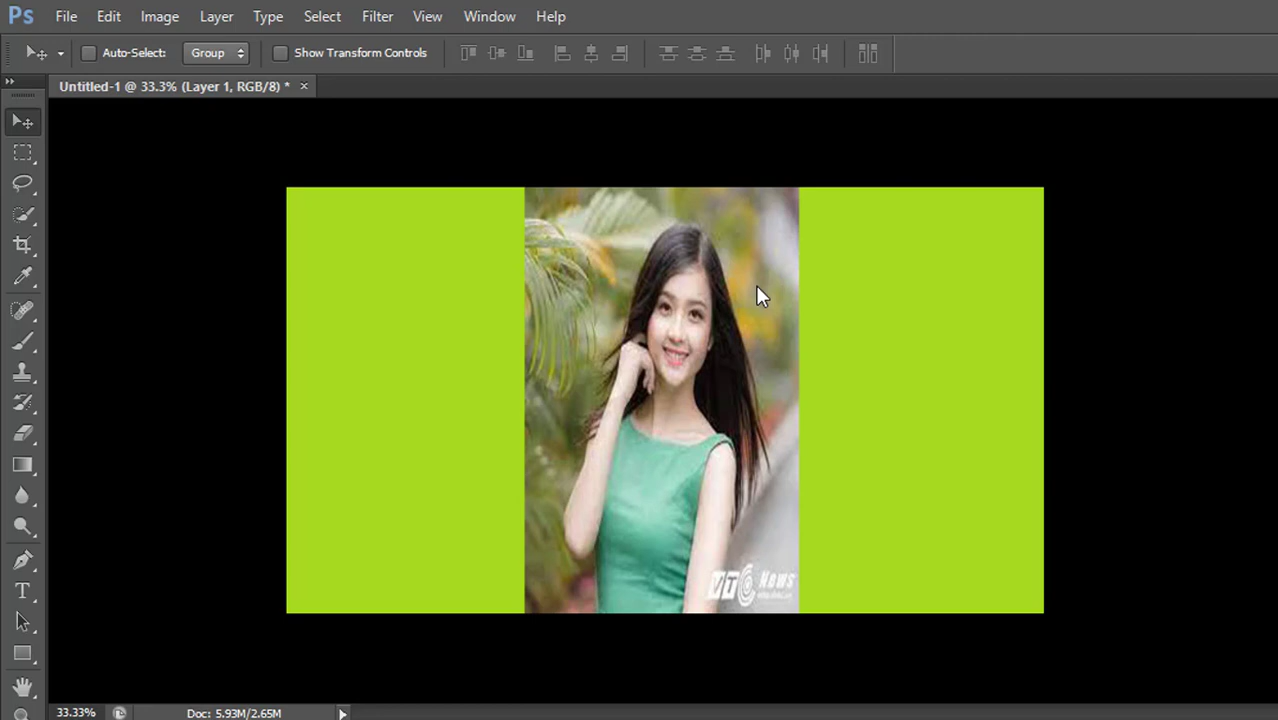 Ps File Edit Image Layer Type Select Filter View Window Help
Auto-Select: Group Show Transform Controls
Untitled-1 @ 33.3% (Layer 1, RGB/8) * ×
T
VTC News
33.33% Doc: 5.93M/2.65M